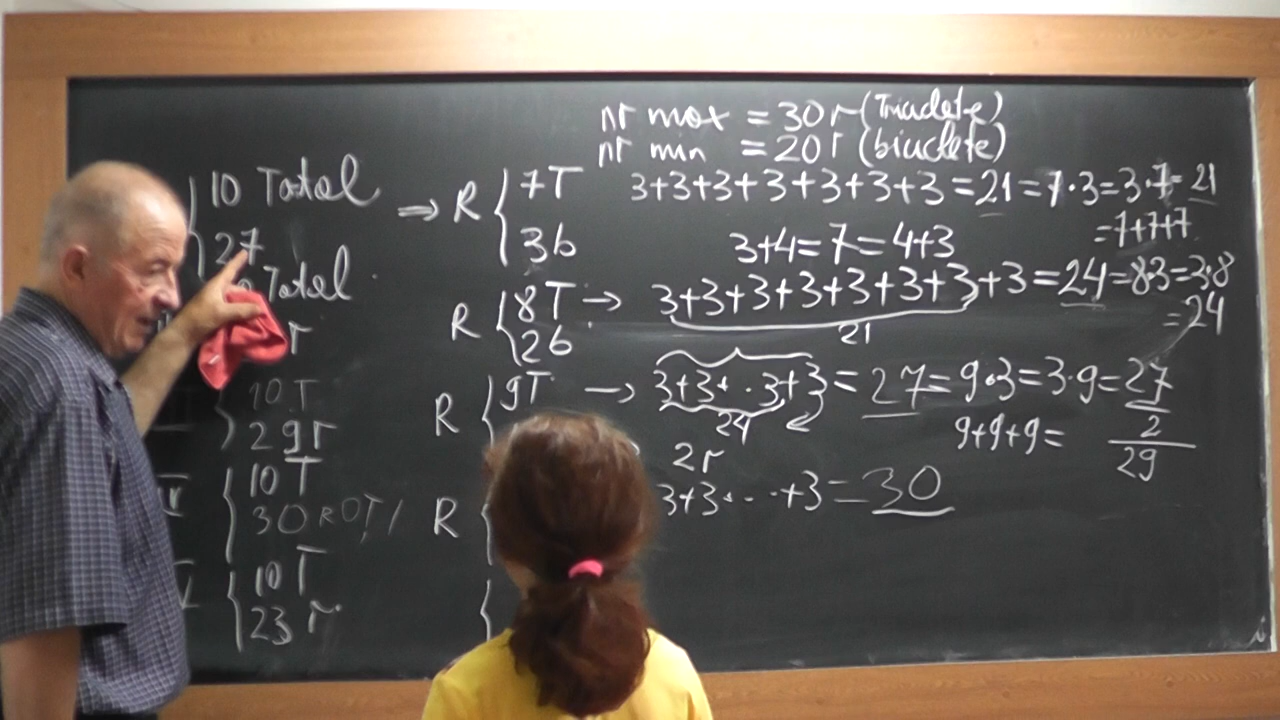 nr max = 30 r (Triciclete)
nr min = 20 r (biciclete)
10 Total
27
Total
r
⇒ R { 7T
3b
3+3+3+3+3+3+3 = 21 = 7·3 = 3·7 = 21
= 7+7+7
3+4 = 7 = 4+3
R { 8T → 3+3+3+3+3+3+3+3 = 24 = 8·3 = 3·8
= 24
2b
21
10 T
29 r
R { 9T → 3+3+··3+3 = 27 = 9·3 = 3·9 = 27
24
9+9+9 =
2
29
2r
10 T
30 ROTI
R
3+3+···+3 = 30
10 T
23 r